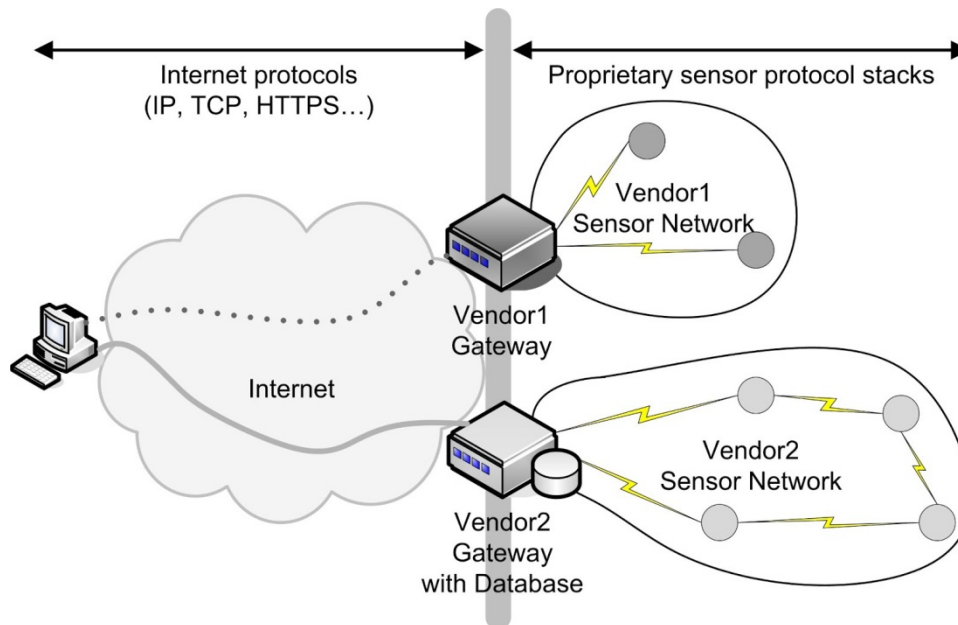 Internet protocols
(IP, TCP, HTTPS…)
Proprietary sensor protocol stacks
Vendor1
Sensor Network
Vendor1
Gateway
Internet
Vendor2
Sensor Network
Vendor2
Gateway
with Database